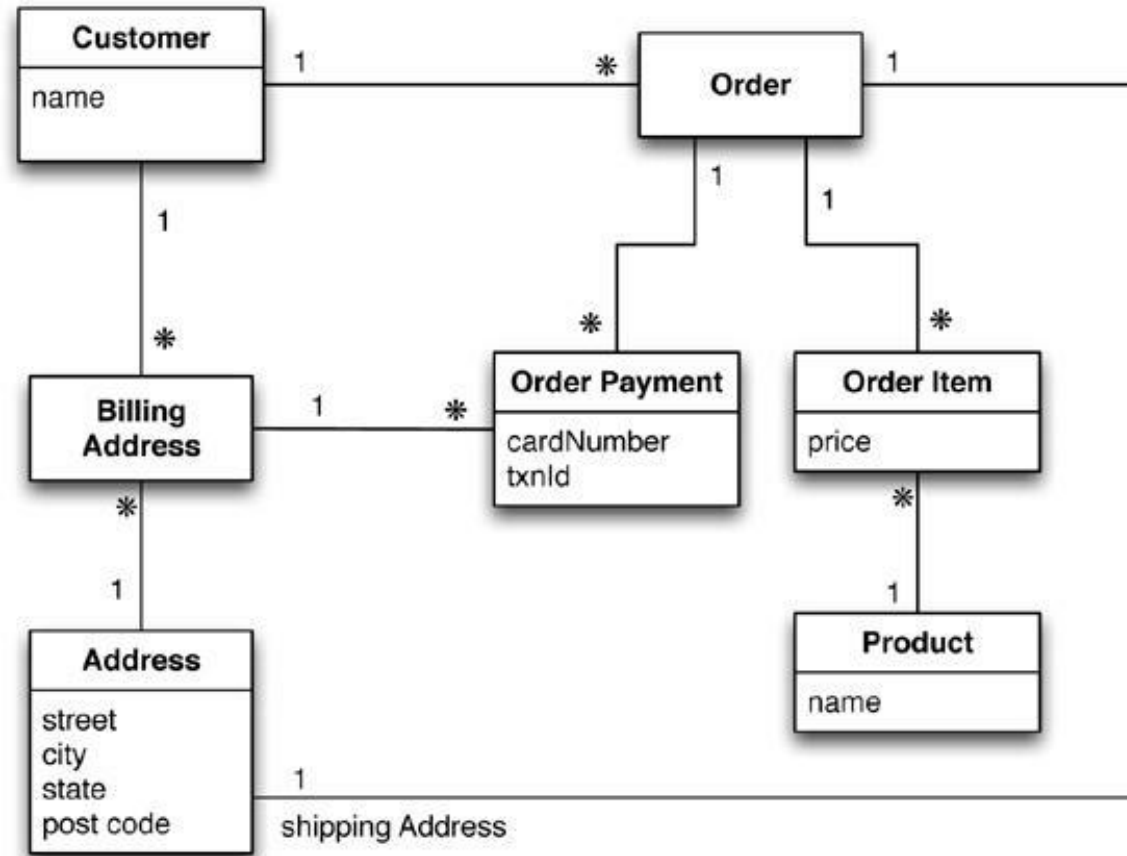 Customer
name
1
*
Order
1
1
1
1
*
*
*
Order Payment
cardNumber
txnId
Order Item
price
Billing
Address
1
*
*
*
1
1
Product
name
Address
street
city
state
post code
1
shipping Address